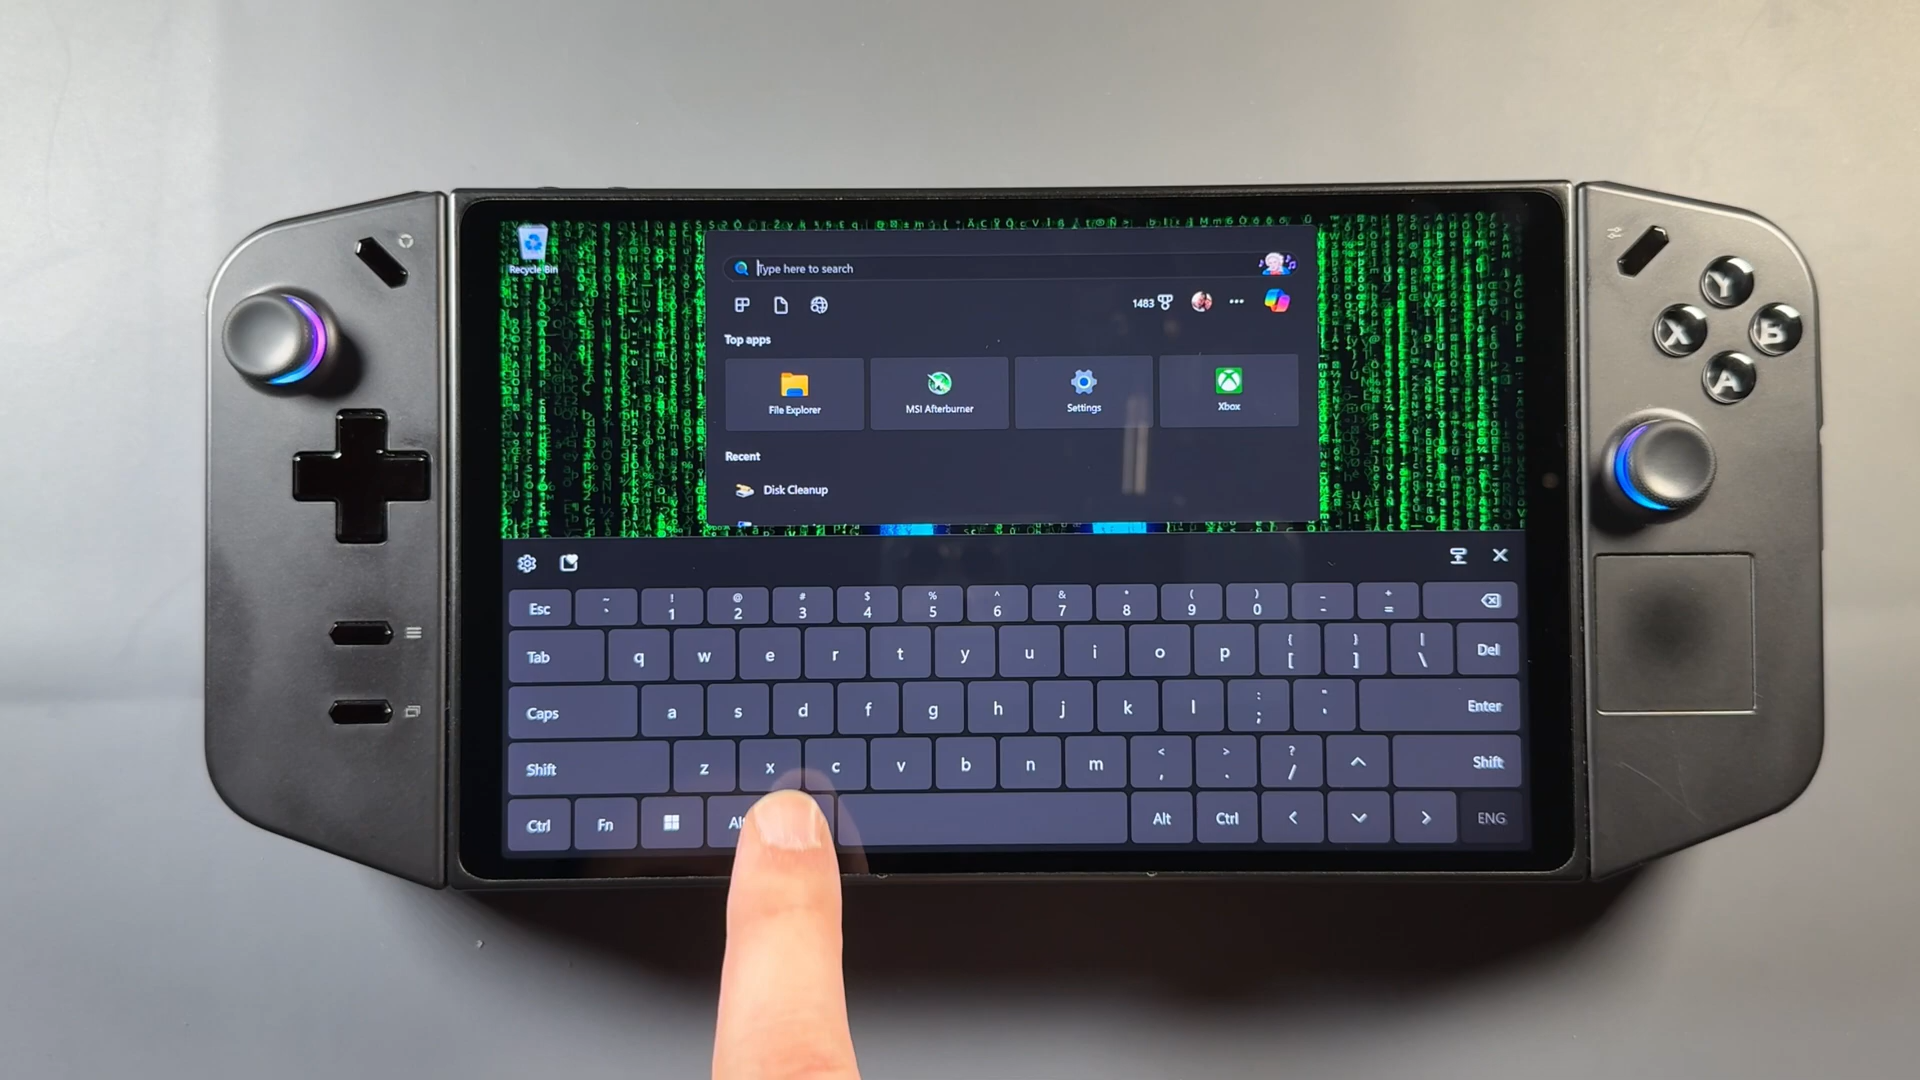 Recycle Bin
Type here to search
1483
Top apps
File Explorer
MSI Afterburner
Settings
Xbox
Recent
Disk Cleanup
Esc ~ ` ! 1 @ 2 # 3 $ 4 % 5 ^ 6 & 7 * 8 ( 9 ) 0 _ - + =
Tab q w e r t y u i o p { [ } ] | \ Del
Caps a s d f g h j k l : ; " ' Enter
Shift z x c v b n m < , > . ? / Shift
Ctrl Fn Alt Alt Ctrl ENG
Y
X
B
A